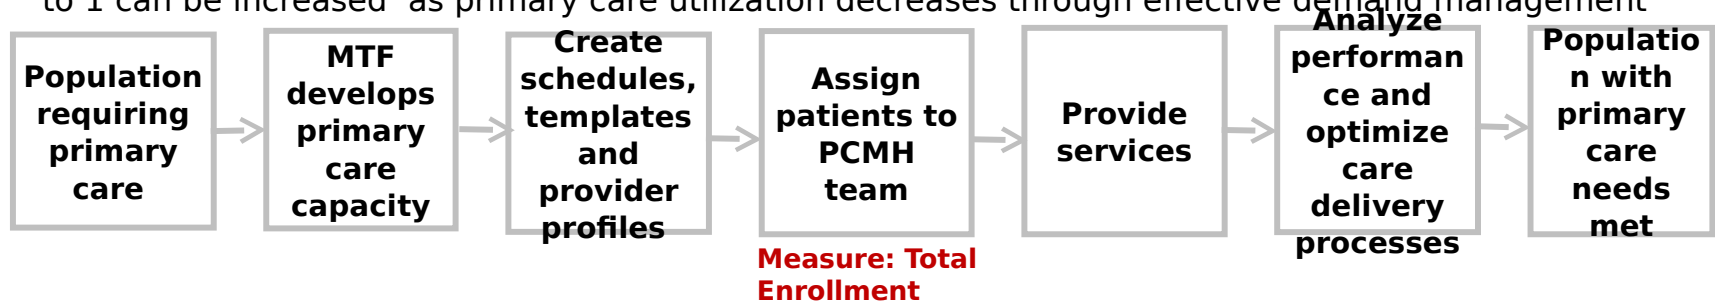 to 1 can be increased  as primary care utilization decreases through effective demand management
Population
requiring
primary
care
MTF
develops
primary
care
capacity
Create
schedules,
templates
and
provider
profiles
Assign
patients to
PCMH
team
Measure: Total
Enrollment
Provide
services
Analyze
performan
ce and
optimize
care
delivery
processes
Populatio
n with
primary
care
needs
met